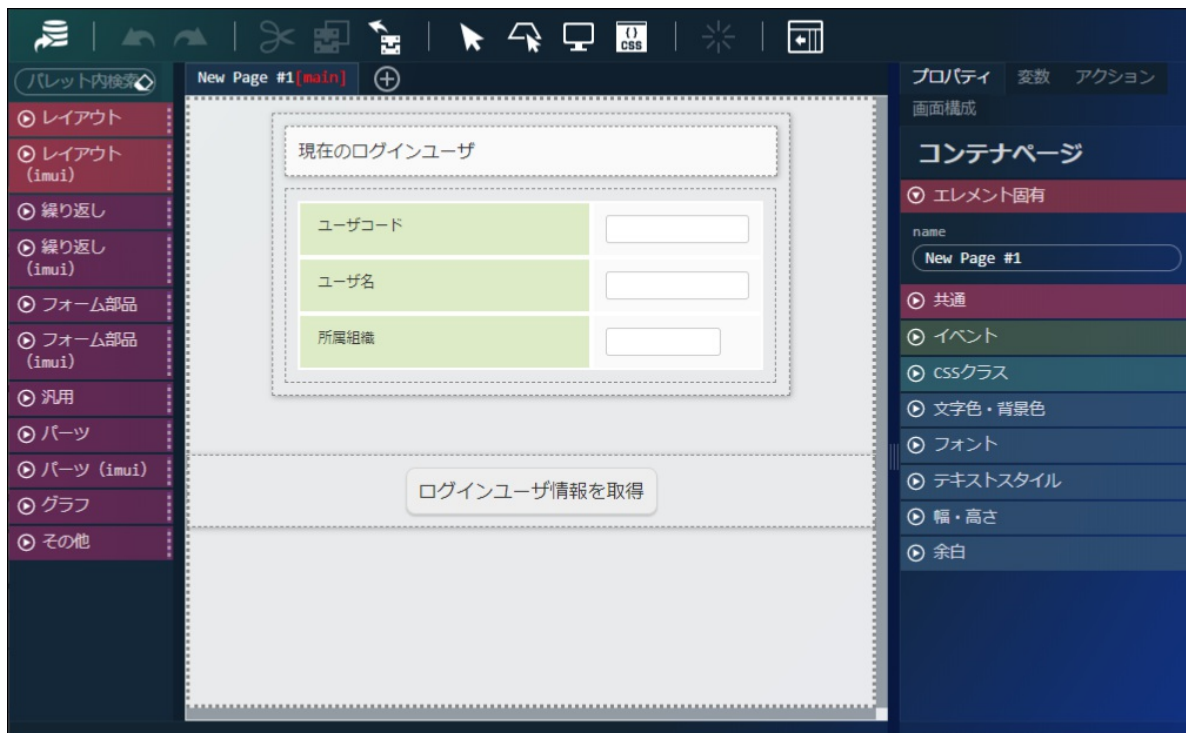 {}
CSS
パレット内検索
レイアウト
レイアウト
(imui)
繰り返し
繰り返し
(imui)
フォーム部品
フォーム部品
(imui)
汎用
パーツ
パーツ (imui)
グラフ
その他
New Page #1[main]
現在のログインユーザ
ユーザコード
ユーザ名
所属組織
ログインユーザ情報を取得
プロパティ 変数 アクション
画面構成
コンテナページ
エレメント固有
name
New Page #1
共通
イベント
CSSクラス
文字色・背景色
フォント
テキストスタイル
幅・高さ
余白